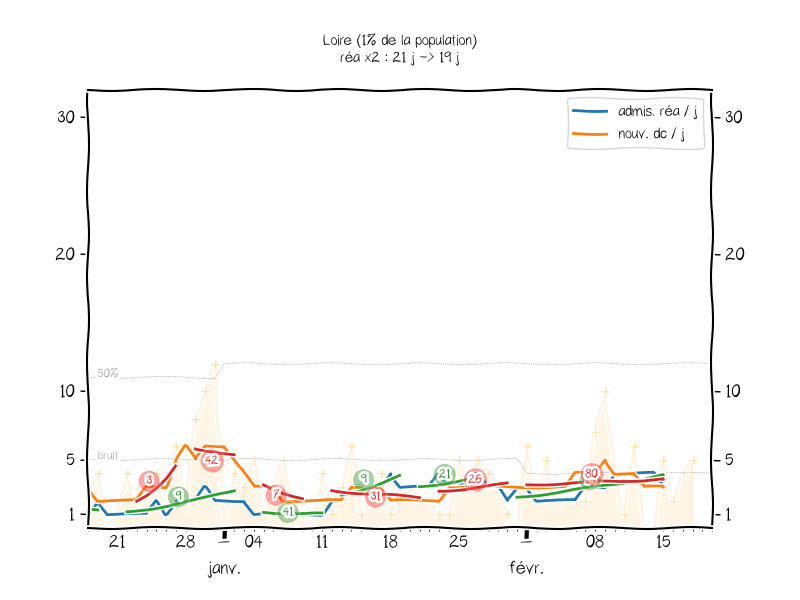 Loire (1% de la population)
réa x2 : 21 j -> 19 j
admis. réa / j
nouv. dc / j
30 30
20 20
10 10
5 5
1 1
50%
bruit
3 9 42 7 41 9 31 21 26 80
21 28 04 11 18 25 08 15
janv. févr.